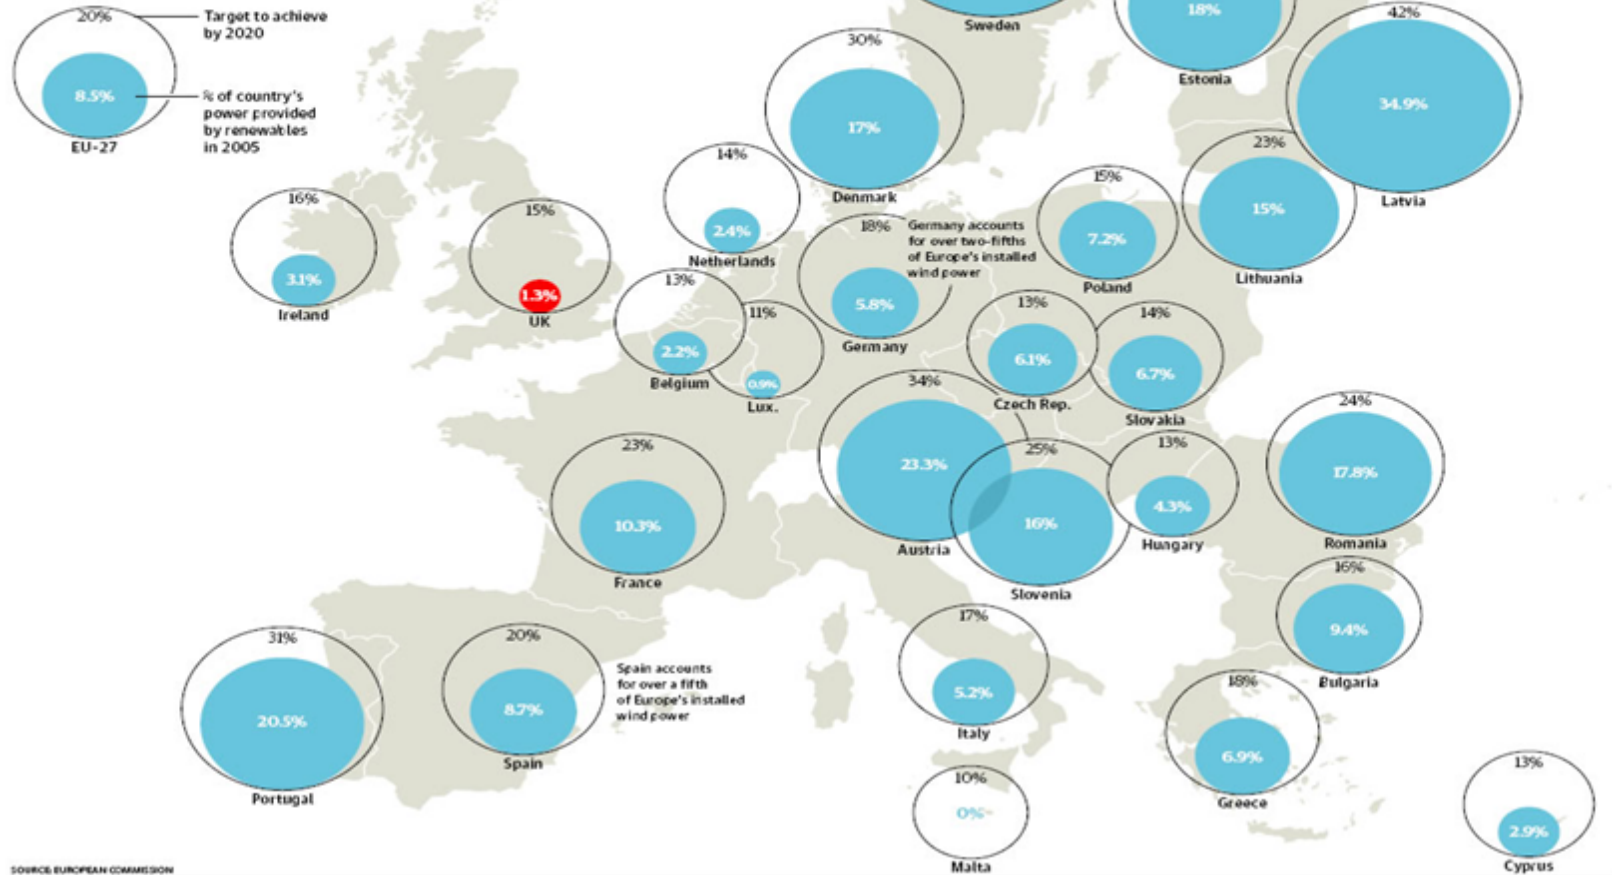 20%
Target to achieve
by 2020
8.5%
% of country's
power provided
by renewables
in 2005
EU-27
Sweden
18%
Estonia
42%
34.9%
Latvia
30%
17%
Denmark
23%
15%
Lithuania
14%
2.4%
Netherlands
16%
3.1%
Ireland
15%
1.3%
UK
18%
5.8%
Germany
Germany accounts
for over two-fifths
of Europe's installed
wind power
15%
7.2%
Poland
13%
2.2%
Belgium
11%
0.9%
Lux.
13%
6.1%
Czech Rep.
14%
6.7%
Slovakia
34%
23.3%
Austria
25%
16%
Slovenia
13%
4.3%
Hungary
24%
17.8%
Romania
23%
10.3%
France
16%
9.4%
Bulgaria
31%
20.5%
Portugal
20%
8.7%
Spain
Spain accounts
for over a fifth
of Europe's installed
wind power
17%
5.2%
Italy
18%
6.9%
Greece
10%
0%
Malta
13%
2.9%
Cyprus
SOURCE: EUROPEAN COMMISSION